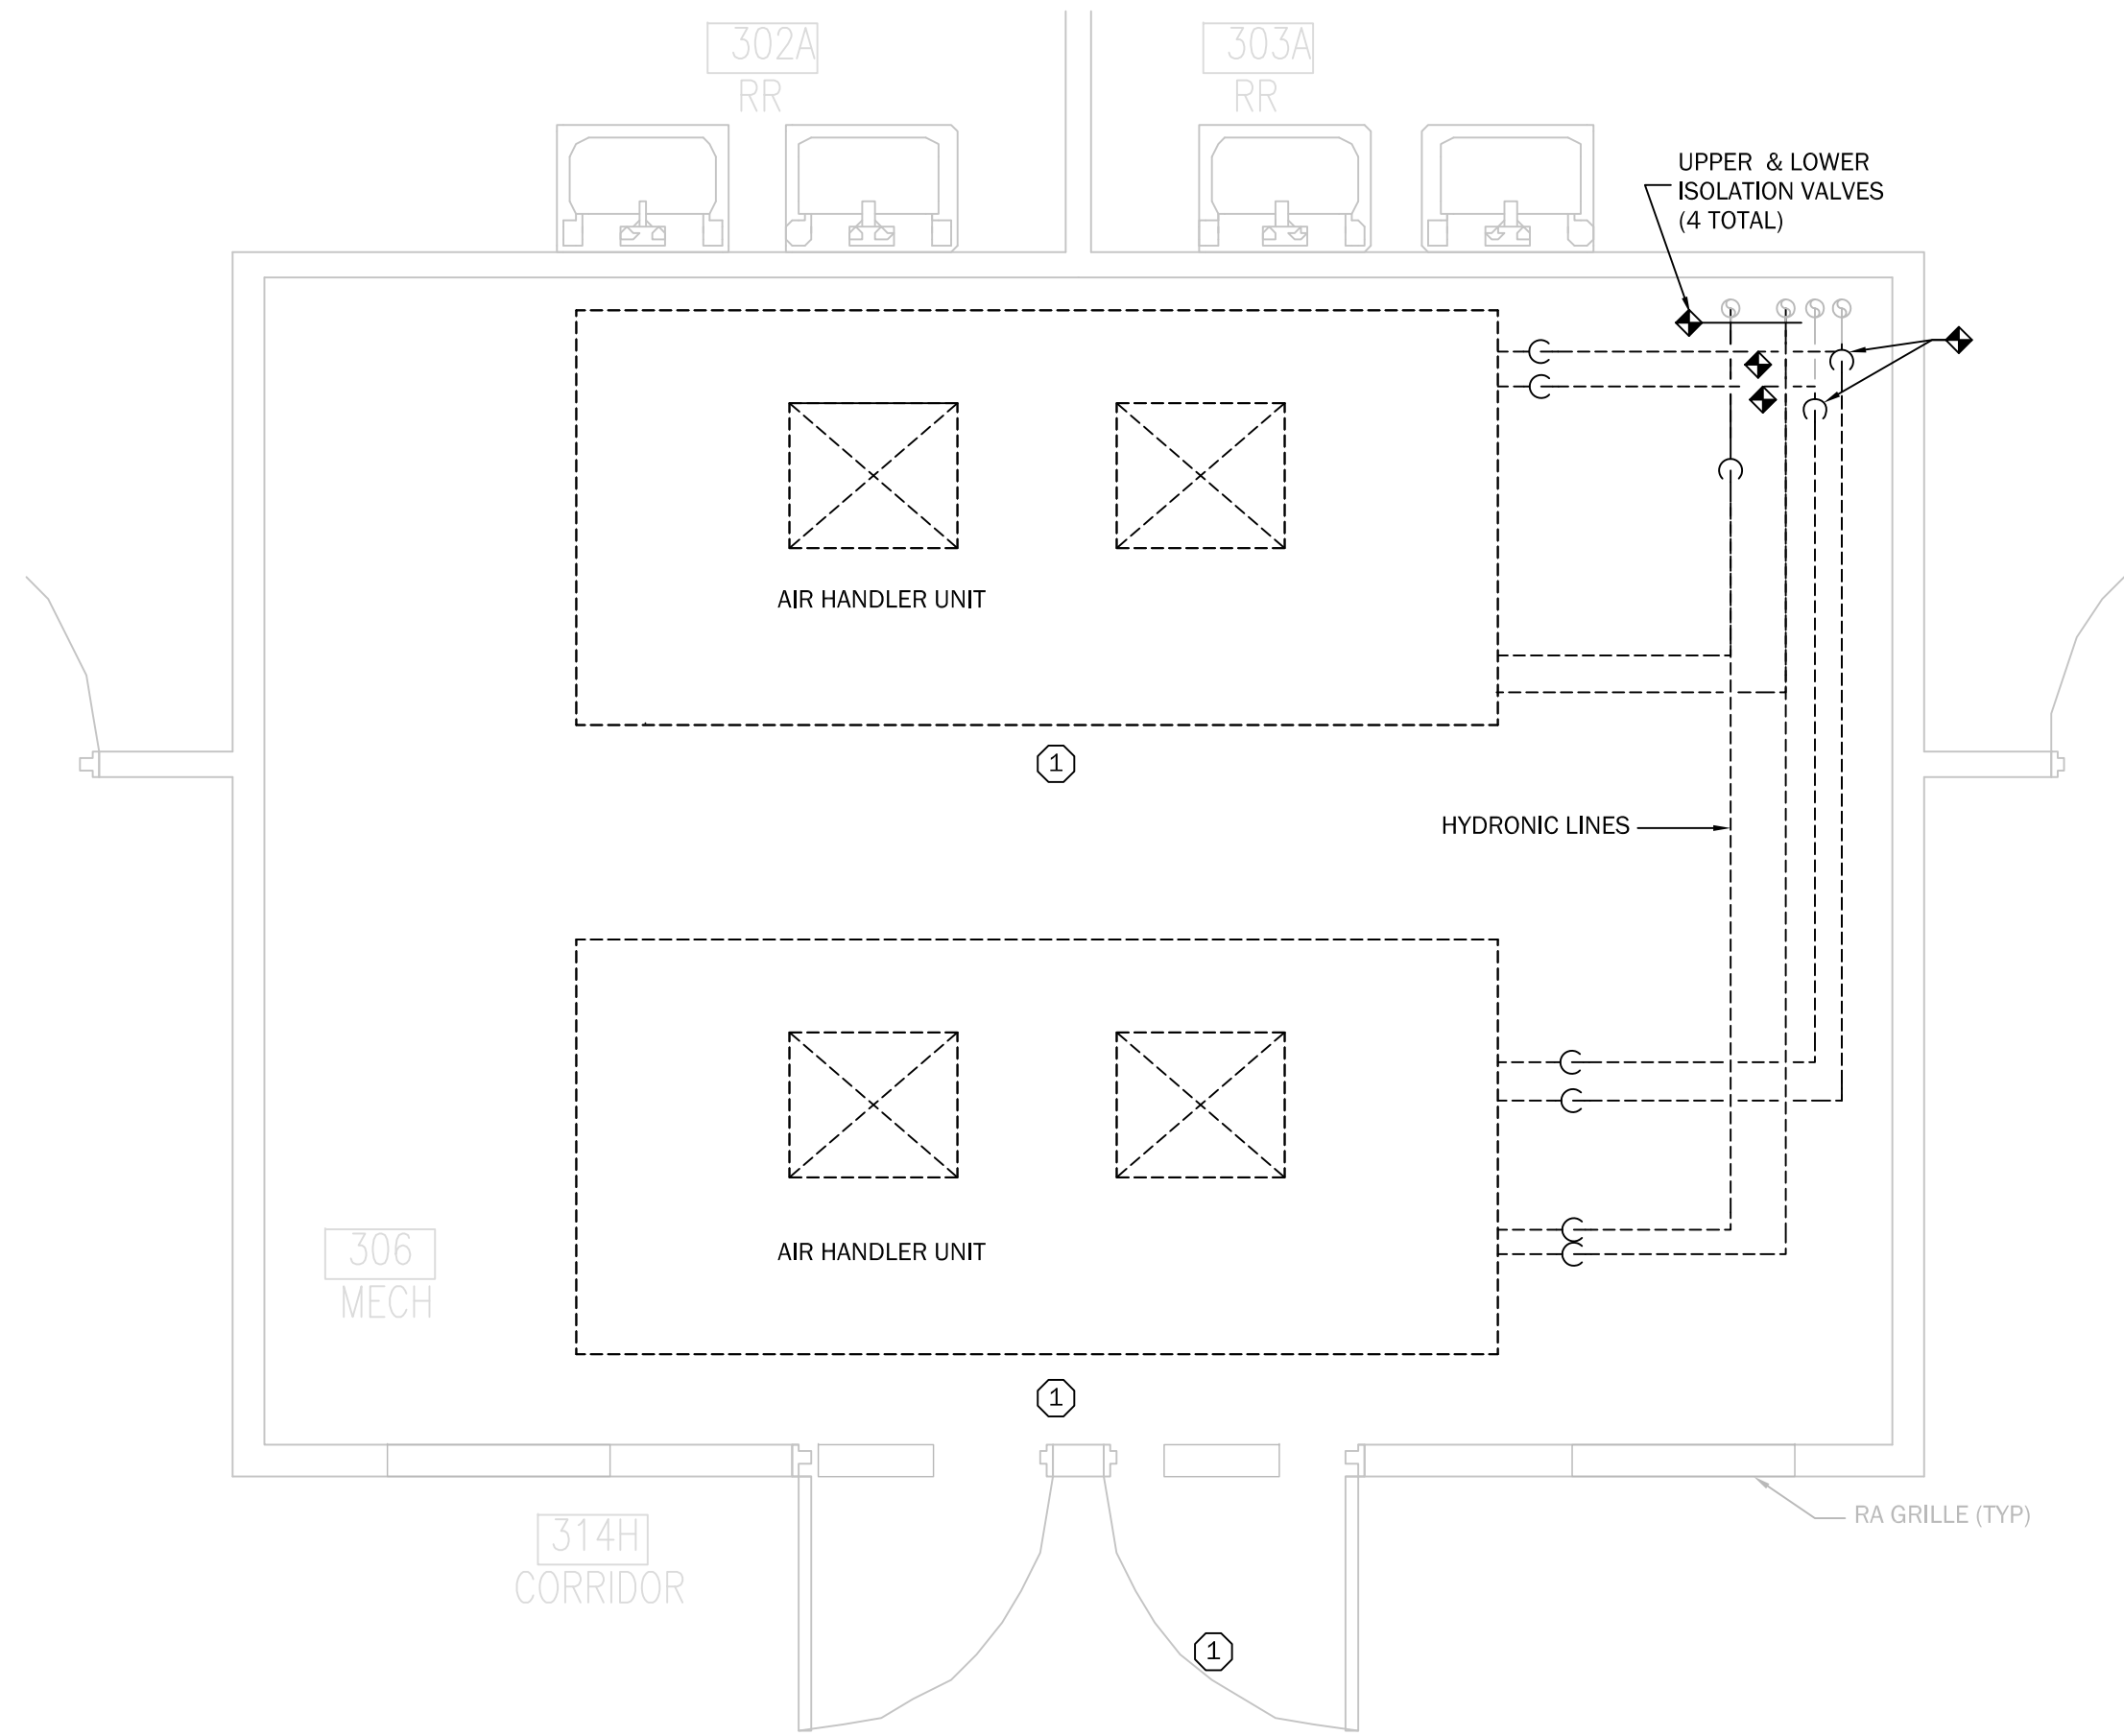 302A
RR
303A
RR
UPPER & LOWER
ISOLATION VALVES
(4 TOTAL)
AIR HANDLER UNIT
1
HYDRONIC LINES
306
MECH
AIR HANDLER UNIT
1
RA GRILLE (TYP)
314H
CORRIDOR
1